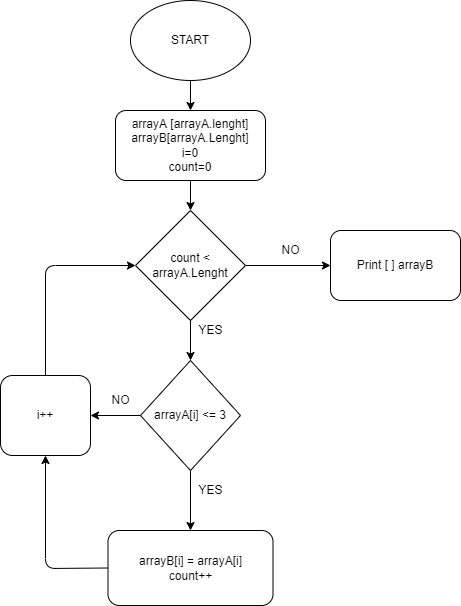 START
arrayA [arrayA.lenght]
arrayB[arrayA.Lenght]
i=0
count=0
count <
arrayA.Lenght
NO
Print [ ] arrayB
YES
arrayA[i] <= 3
NO
i++
YES
arrayB[i] = arrayA[i]
count++